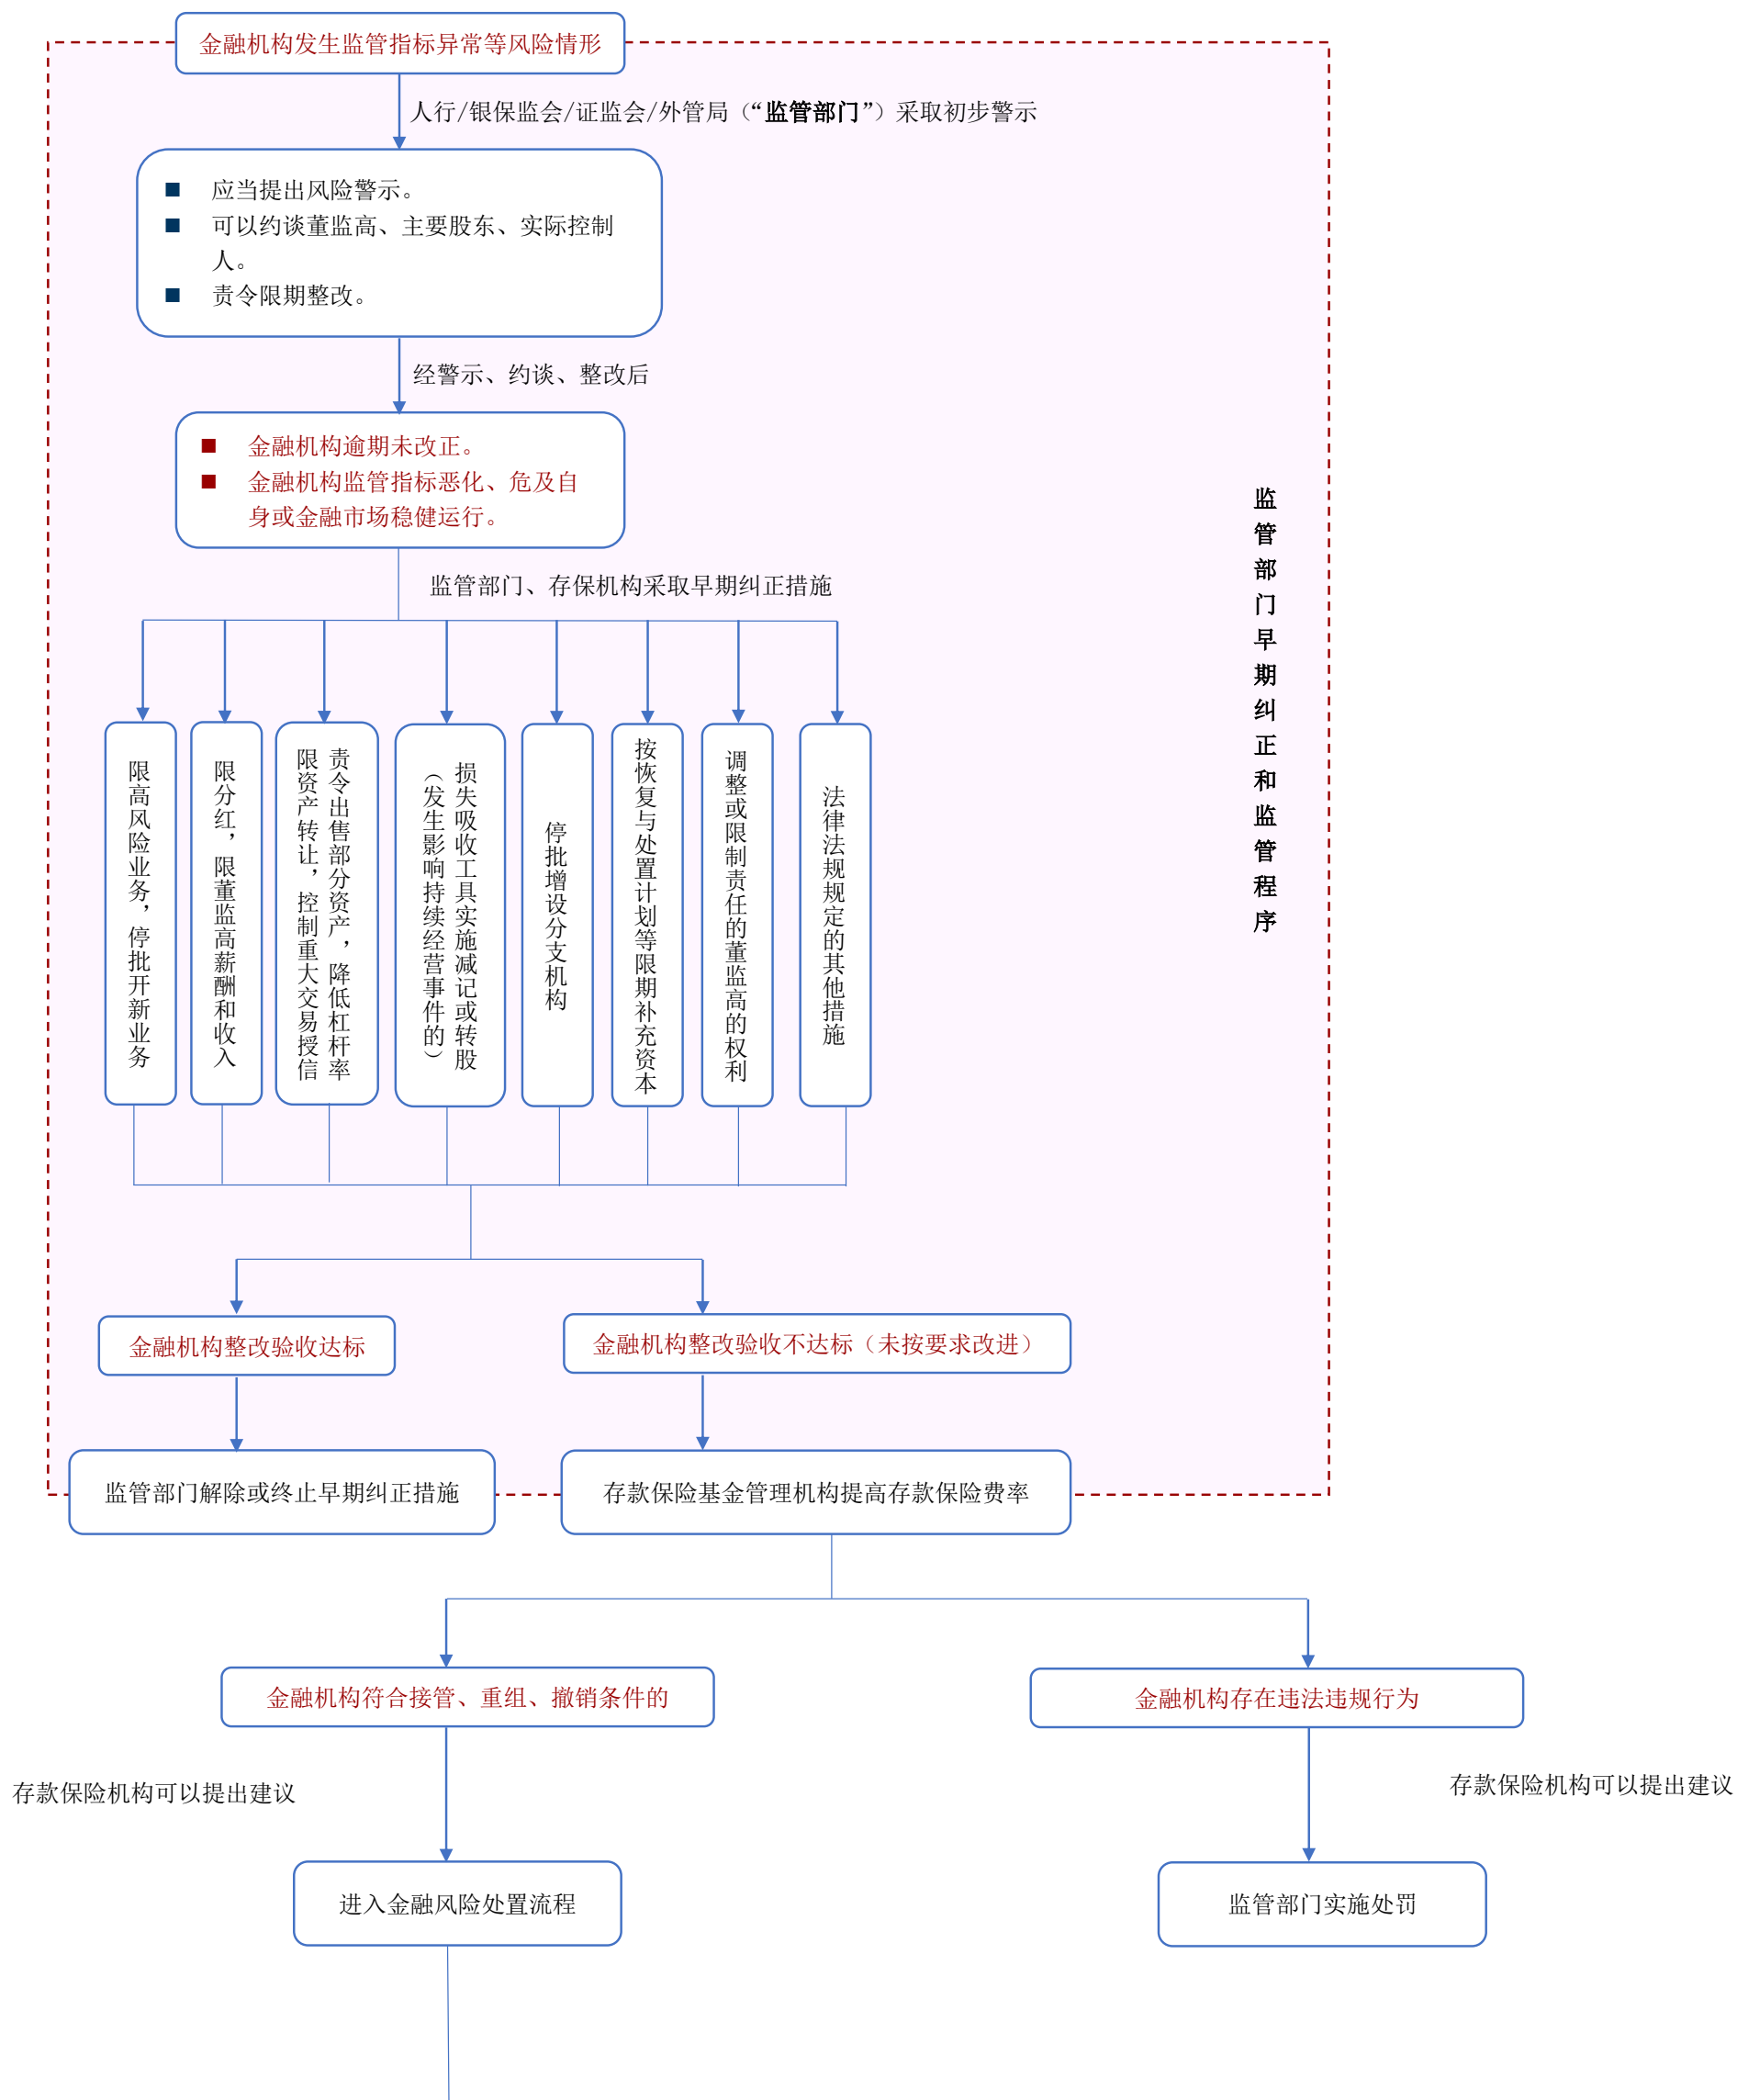 金融机构发生监管指标异常等风险情形
人行/银保监会/证监会/外管局（“监管部门”）采取初步警示
应当提出风险警示。
可以约谈董监高、主要股东、实际控制
人。
责令限期整改。
经警示、约谈、整改后
金融机构逾期未改正。
金融机构监管指标恶化、危及自
身或金融市场稳健运行。
监管部门、存保机构采取早期纠正措施
限高风险业务，停批开新业务
限分红，限董监高薪酬和收入
责令出售部分资产，降低杠杆率
限资产转让，控制重大交易授信
损失吸收工具实施减记或转股
（发生影响持续经营事件的）
停批增设分支机构
按恢复与处置计划等限期补充资本
调整或限制责任的董监高的权利
法律法规规定的其他措施
监管部门早期纠正和监管程序
金融机构整改验收达标
金融机构整改验收不达标（未按要求改进）
监管部门解除或终止早期纠正措施
存款保险基金管理机构提高存款保险费率
金融机构符合接管、重组、撤销条件的
金融机构存在违法违规行为
存款保险机构可以提出建议
存款保险机构可以提出建议
进入金融风险处置流程
监管部门实施处罚